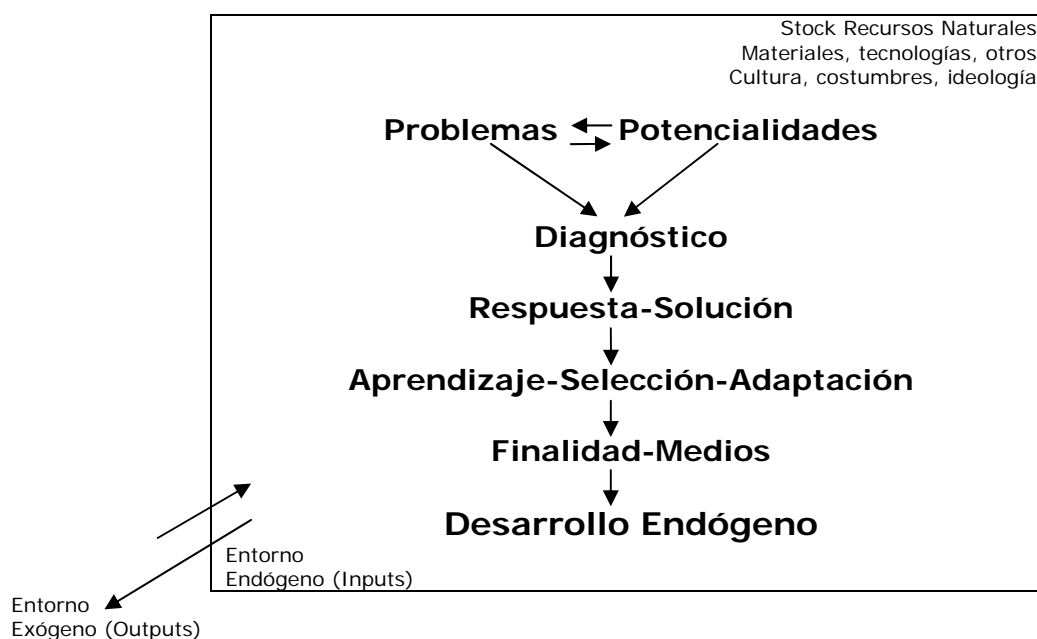 Stock Recursos Naturales
Materiales, tecnologías, otros
Cultura, costumbres, ideología
Problemas Potencialidades
Diagnóstico
Respuesta-Solución
Aprendizaje-Selección-Adaptación
Finalidad-Medios
Desarrollo Endógeno
Entorno
Endógeno (Inputs)
Entorno
Exógeno (Outputs)